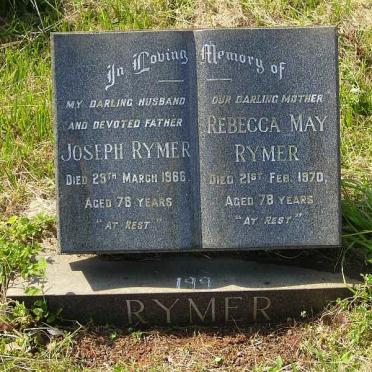 In Loving Memory of
MY DARLING HUSBAND
AND DEVOTED FATHER
JOSEPH RYMER
DIED 29TH MARCH 1966,
AGED 78 YEARS
"AT REST"
OUR DARLING MOTHER
REBECCA MAY
RYMER
DIED 21ST FEB. 1970,
AGED 78 YEARS
"AT REST"
199
RYMER